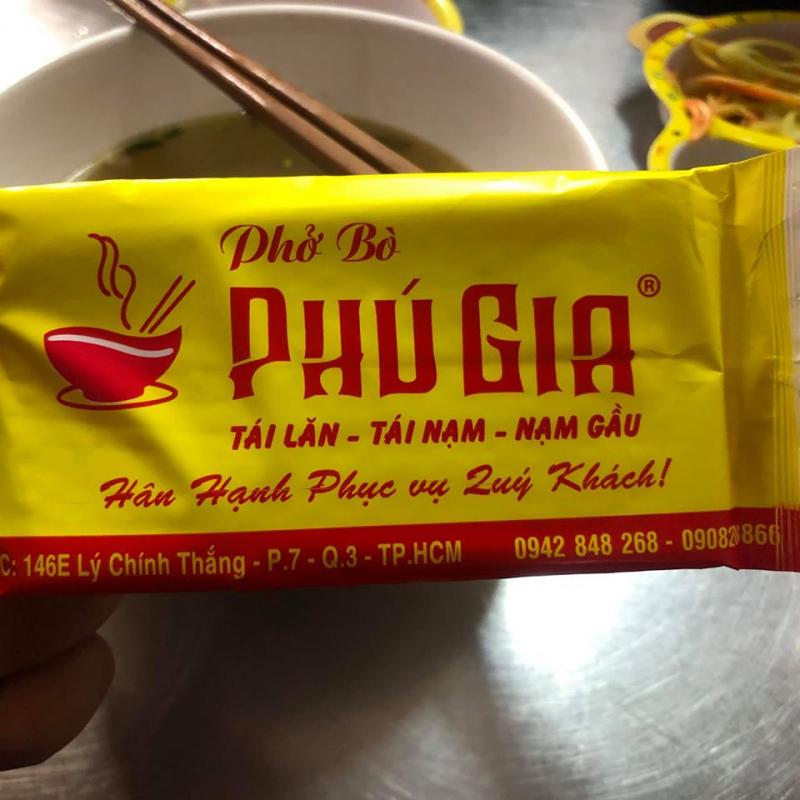 Phở Bò
PHÚ GIA ®
TÁI LĂN - TÁI NẠM - NẠM GẦU
Hân Hạnh Phục vụ Quý Khách!
C: 146E Lý Chính Thắng - P.7 - Q.3 - TP.HCM 0942 848 268 -